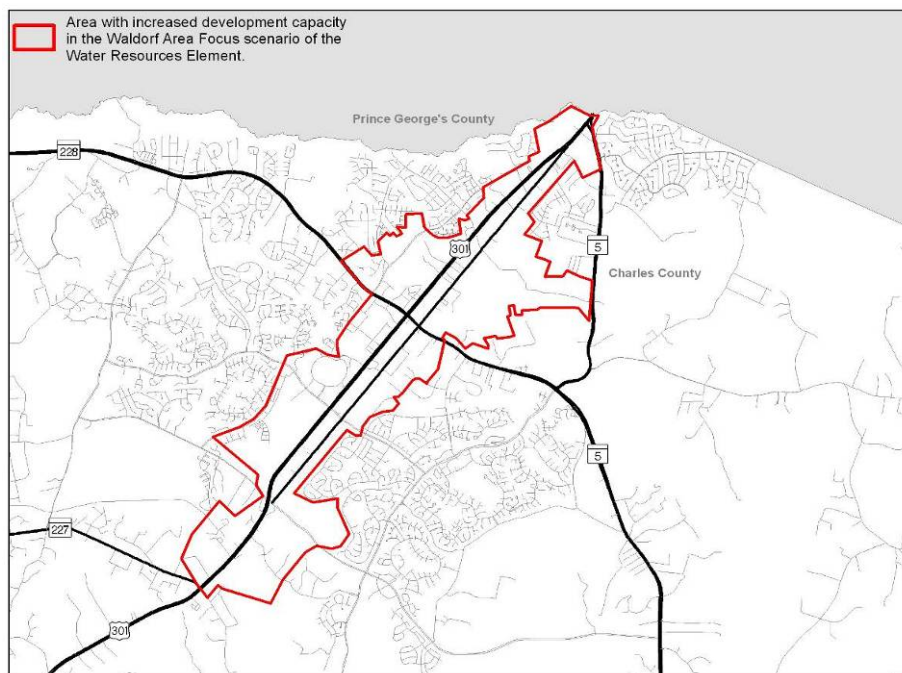 Area with increased development capacity
in the Waldorf Area Focus scenario of the
Water Resources Element.
Prince George's County
228
301
5
Charles County
5
227
301